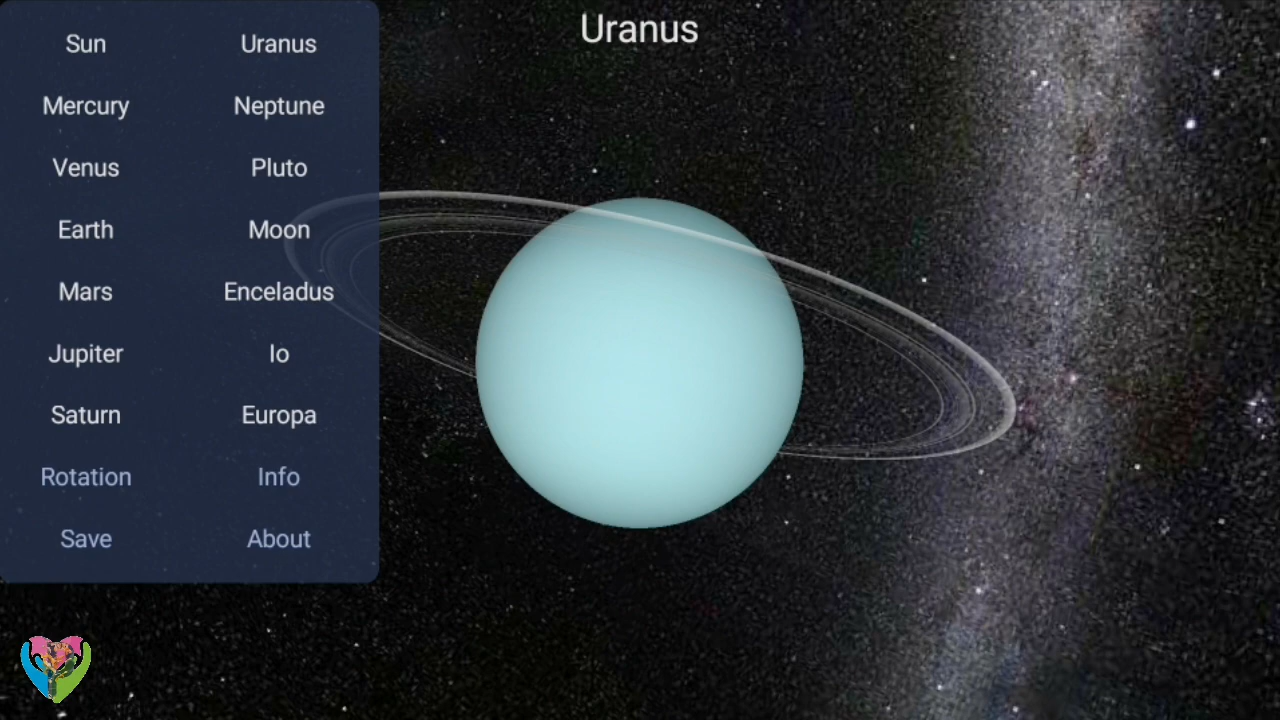 Uranus
Sun Uranus
Mercury Neptune
Venus Pluto
Earth Moon
Mars Enceladus
Jupiter Io
Saturn Europa
Rotation Info
Save About